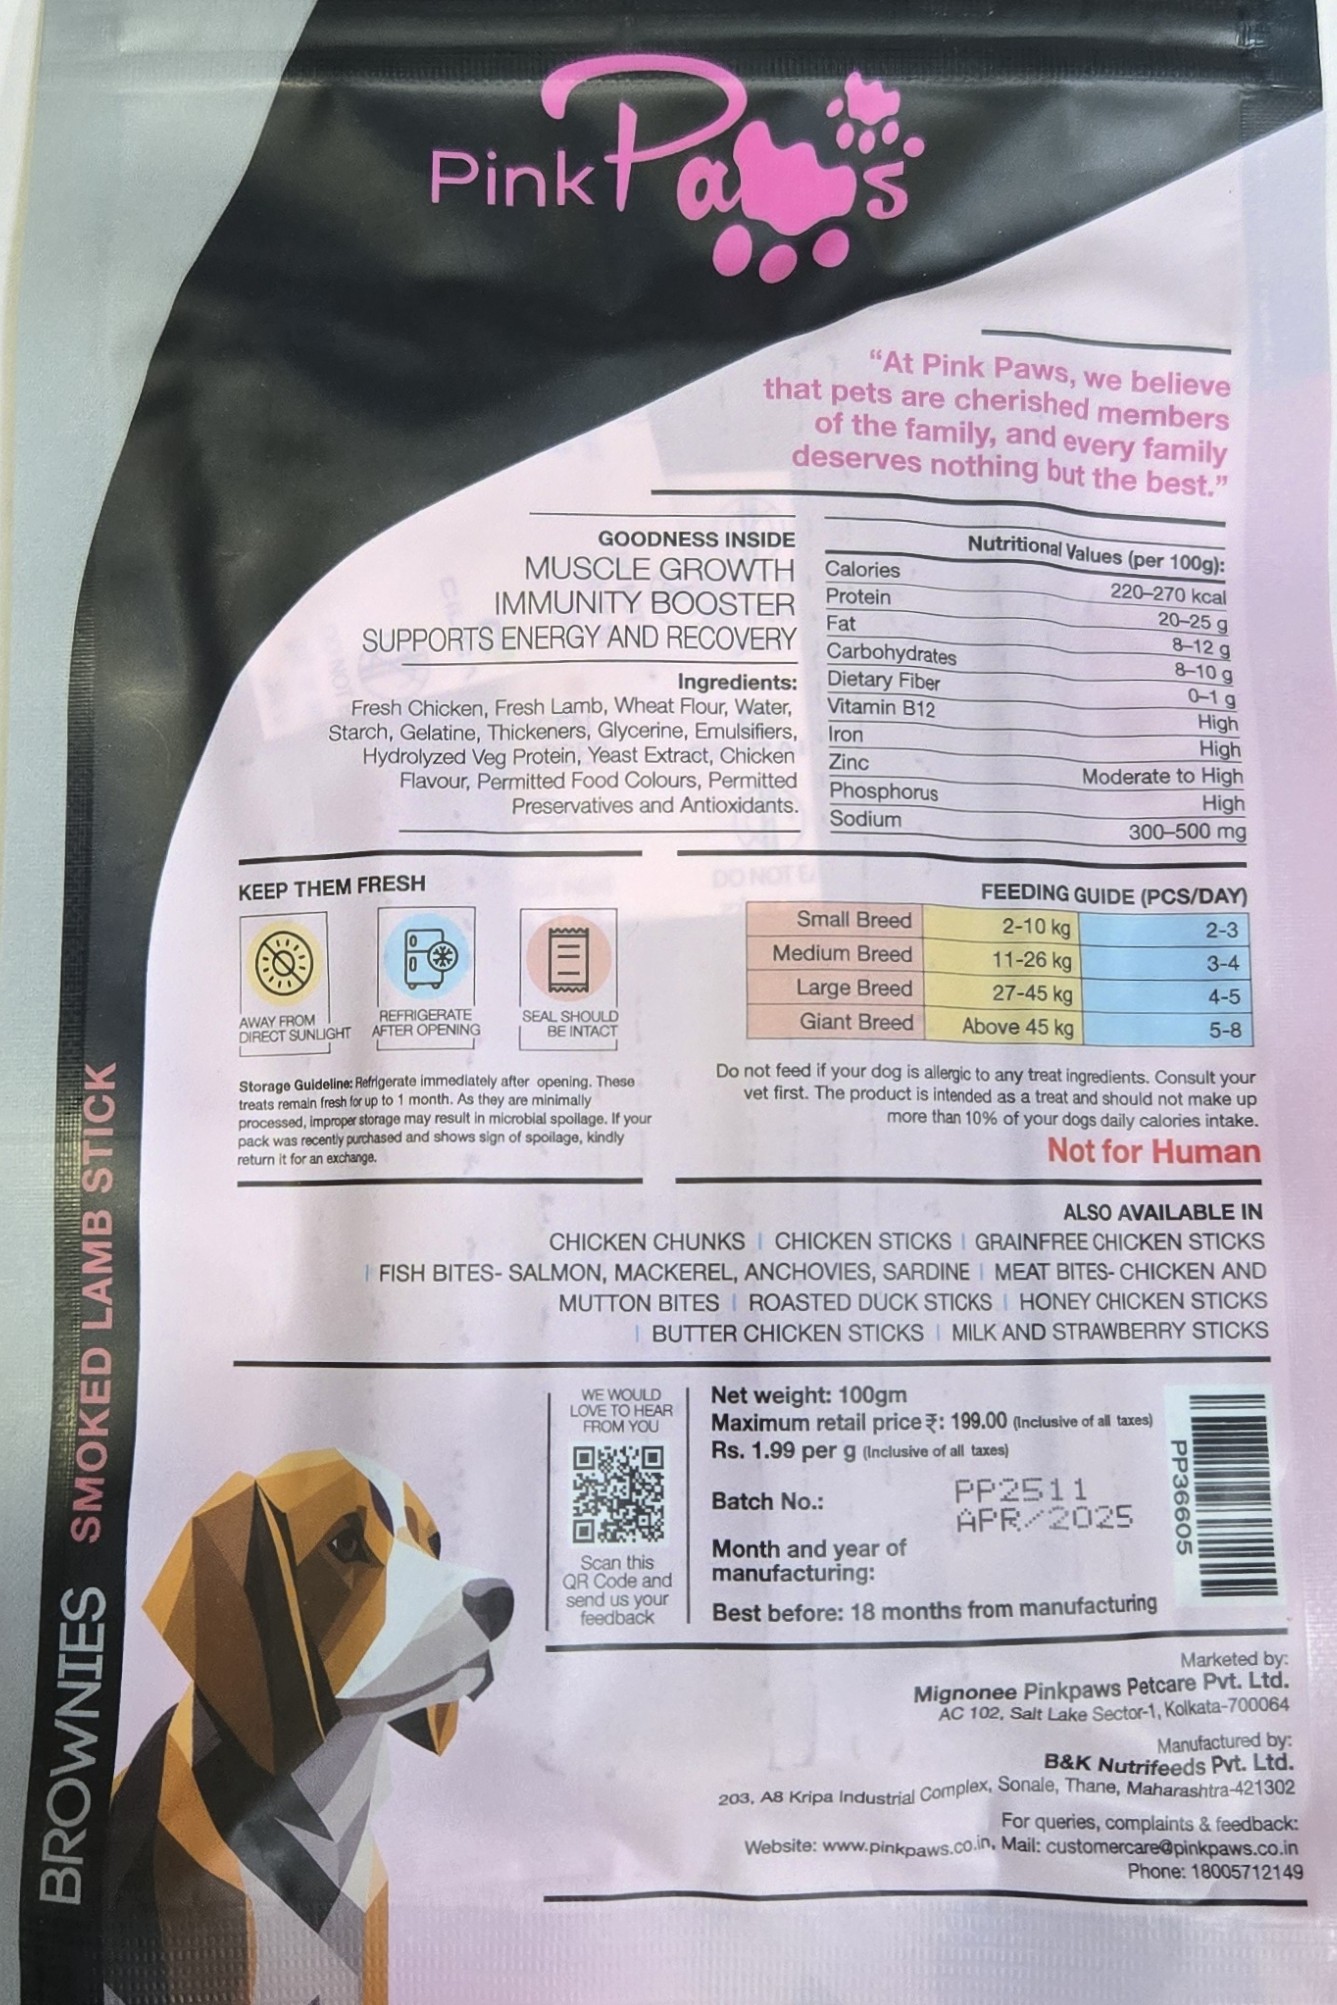 Pink Paws
“At Pink Paws, we believe
that pets are cherished members
of the family, and every family
deserves nothing but the best.”
GOODNESS INSIDE
MUSCLE GROWTH
IMMUNITY BOOSTER
SUPPORTS ENERGY AND RECOVERY
Ingredients:
Fresh Chicken, Fresh Lamb, Wheat Flour, Water,
Starch, Gelatine, Thickeners, Glycerine, Emulsifiers,
Hydrolyzed Veg Protein, Yeast Extract, Chicken
Flavour, Permitted Food Colours, Permitted
Preservatives and Antioxidants.
Nutritional Values (per 100g):
Calories 220–270 kcal
Protein 20–25 g
Fat 8–12 g
Carbohydrates 8–10 g
Dietary Fiber 0–1 g
Vitamin B12 High
Iron High
Zinc Moderate to High
Phosphorus High
Sodium 300–500 mg
KEEP THEM FRESH
AWAY FROM
DIRECT SUNLIGHT
REFRIGERATE
AFTER OPENING
SEAL SHOULD
BE INTACT
Storage Guideline: Refrigerate immediately after opening. These
treats remain fresh for up to 1 month. As they are minimally
processed, improper storage may result in microbial spoilage. If your
pack was recently purchased and shows sign of spoilage, kindly
return it for an exchange.
FEEDING GUIDE (PCS/DAY)
Small Breed 2-10 kg 2-3
Medium Breed 11-26 kg 3-4
Large Breed 27-45 kg 4-5
Giant Breed Above 45 kg 5-8
Do not feed if your dog is allergic to any treat ingredients. Consult your
vet first. The product is intended as a treat and should not make up
more than 10% of your dogs daily calories intake.
Not for Human
ALSO AVAILABLE IN
CHICKEN CHUNKS | CHICKEN STICKS | GRAINFREE CHICKEN STICKS
| FISH BITES- SALMON, MACKEREL, ANCHOVIES, SARDINE | MEAT BITES- CHICKEN AND
MUTTON BITES | ROASTED DUCK STICKS | HONEY CHICKEN STICKS
| BUTTER CHICKEN STICKS | MILK AND STRAWBERRY STICKS
WE WOULD
LOVE TO HEAR
FROM YOU
Scan this
QR Code and
send us your
feedback
Net weight: 100gm
Maximum retail price ₹: 199.00 (Inclusive of all taxes)
Rs. 1.99 per g (Inclusive of all taxes)
Batch No.: PP2511
APR/2025
Month and year of
manufacturing:
Best before: 18 months from manufacturing
PP36605
Marketed by:
Mignonee Pinkpaws Petcare Pvt. Ltd.
AC 102, Salt Lake Sector-1, Kolkata-700064
Manufactured by:
B&K Nutrifeeds Pvt. Ltd.
203, A8 Kripa Industrial Complex, Sonale, Thane, Maharashtra-421302
For queries, complaints & feedback:
Website: www.pinkpaws.co.in, Mail: customercare@pinkpaws.co.in
Phone: 18005712149
BROWNIES SMOKED LAMB STICK